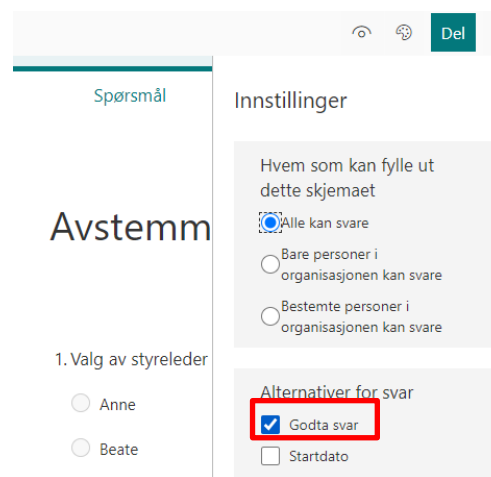 Del
Spørsmål
Innstillinger
Hvem som kan fylle ut
dette skjemaet
Alle kan svare
Bare personer i
organisasjonen kan svare
Bestemte personer i
organisasjonen kan svare
Avstemm
1. Valg av styreleder
Anne
Beate
Alternativer for svar
Godta svar
Startdato